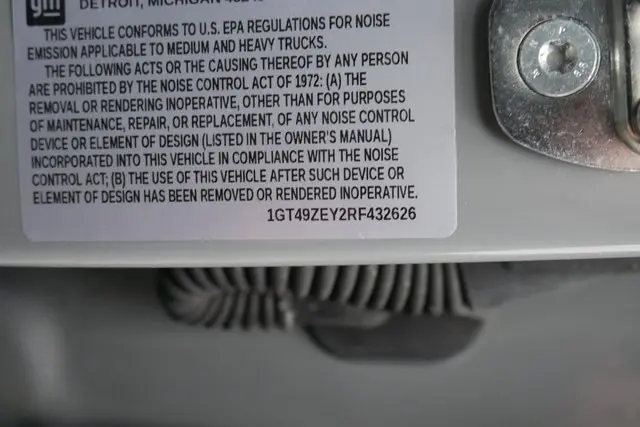 gm
DETROIT, MICHIGAN
THIS VEHICLE CONFORMS TO U.S. EPA REGULATIONS FOR NOISE
EMISSION APPLICABLE TO MEDIUM AND HEAVY TRUCKS.
THE FOLLOWING ACTS OR THE CAUSING THEREOF BY ANY PERSON
ARE PROHIBITED BY THE NOISE CONTROL ACT OF 1972: (A) THE
REMOVAL OR RENDERING INOPERATIVE, OTHER THAN FOR PURPOSES
OF MAINTENANCE, REPAIR, OR REPLACEMENT, OF ANY NOISE CONTROL
DEVICE OR ELEMENT OF DESIGN (LISTED IN THE OWNER'S MANUAL)
INCORPORATED INTO THIS VEHICLE IN COMPLIANCE WITH THE NOISE
CONTROL ACT; (B) THE USE OF THIS VEHICLE AFTER SUCH DEVICE OR
ELEMENT OF DESIGN HAS BEEN REMOVED OR RENDERED INOPERATIVE.
1GT49ZEY2RF432626